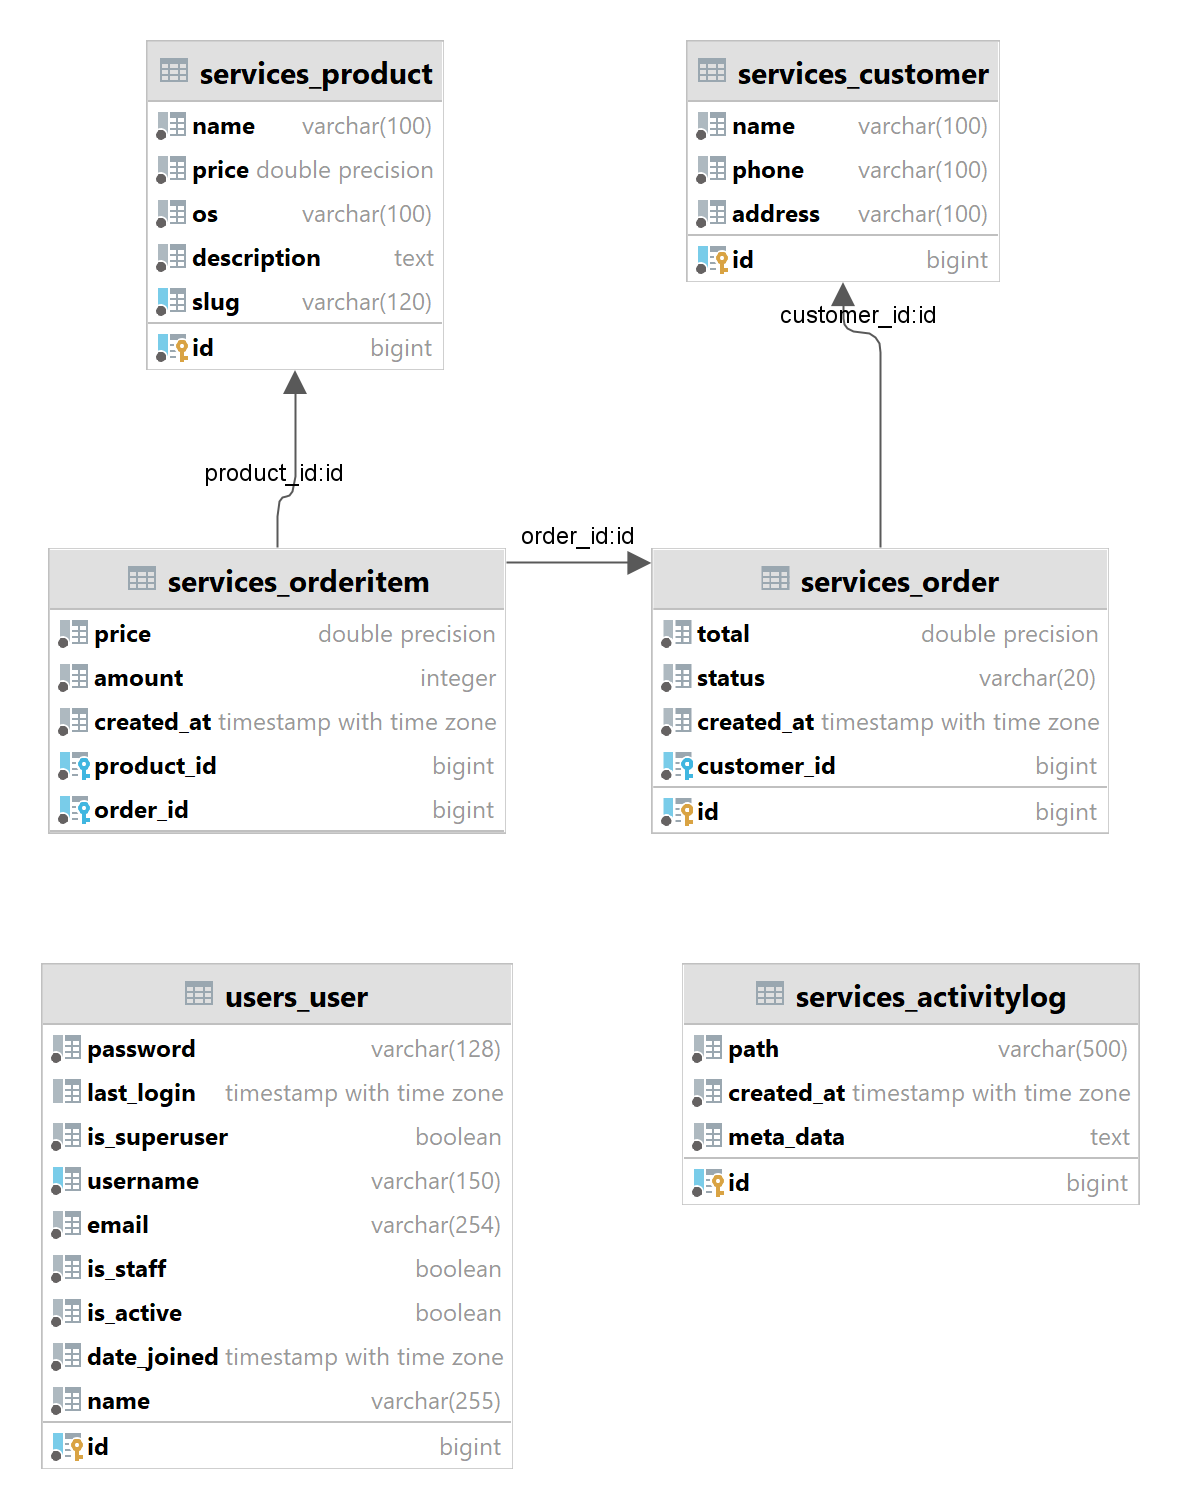 services_product
name varchar(100)
price double precision
os varchar(100)
description text
slug varchar(120)
id bigint
services_customer
name varchar(100)
phone varchar(100)
address varchar(100)
id bigint
customer_id:id
product_id:id
order_id:id
services_orderitem
price double precision
amount integer
created_at timestamp with time zone
product_id bigint
order_id bigint
services_order
total double precision
status varchar(20)
created_at timestamp with time zone
customer_id bigint
id bigint
users_user
password varchar(128)
last_login timestamp with time zone
is_superuser boolean
username varchar(150)
email varchar(254)
is_staff boolean
is_active boolean
date_joined timestamp with time zone
name varchar(255)
id bigint
services_activitylog
path varchar(500)
created_at timestamp with time zone
meta_data text
id bigint